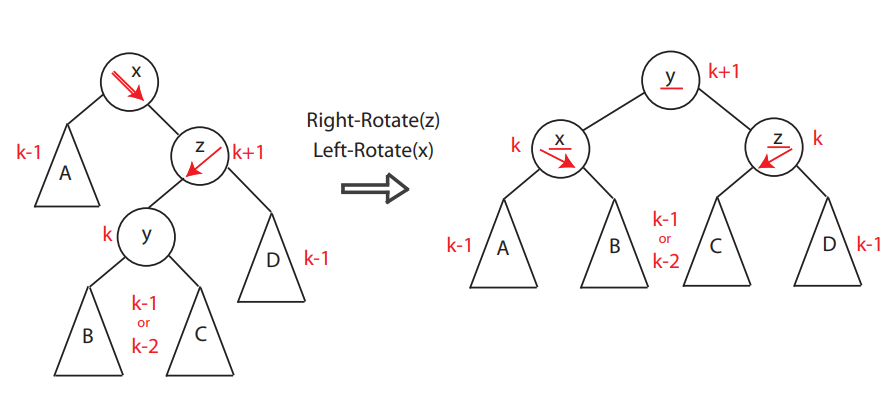 x
k-1
A
z
k+1
k
y
D
k-1
B
k-1
or
k-2
C
Right-Rotate(z)
Left-Rotate(x)
y
k+1
k
x
z
k
k-1
A
B
k-1
or
k-2
C
D
k-1